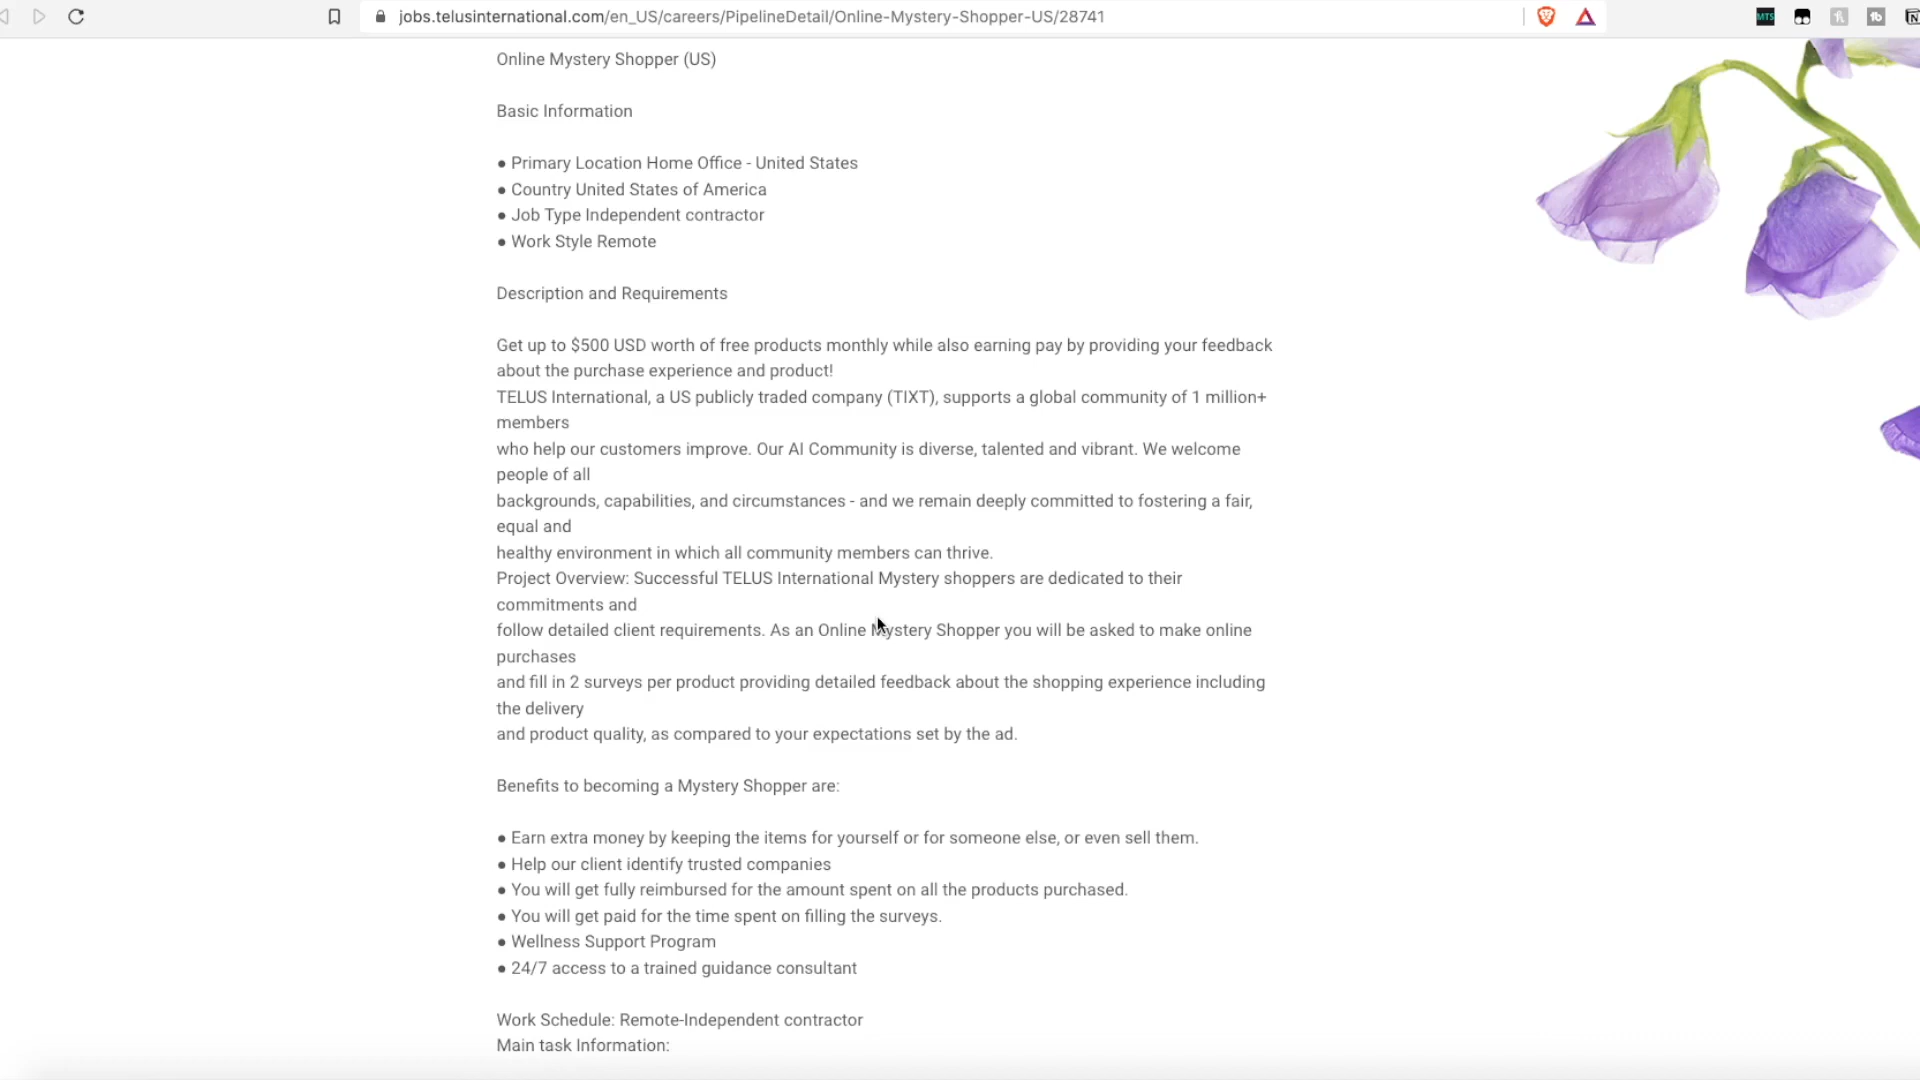 jobs.telusinternational.com/en_US/careers/PipelineDetail/Online-Mystery-Shopper-US/28741
MTS
Online Mystery Shopper (US)
Basic Information
● Primary Location Home Office - United States
● Country United States of America
● Job Type Independent contractor
● Work Style Remote
Description and Requirements
Get up to $500 USD worth of free products monthly while also earning pay by providing your feedback
about the purchase experience and product!
TELUS International, a US publicly traded company (TIXT), supports a global community of 1 million+
members
who help our customers improve. Our AI Community is diverse, talented and vibrant. We welcome
people of all
backgrounds, capabilities, and circumstances - and we remain deeply committed to fostering a fair,
equal and
healthy environment in which all community members can thrive.
Project Overview: Successful TELUS International Mystery shoppers are dedicated to their
commitments and
follow detailed client requirements. As an Online Mystery Shopper you will be asked to make online
purchases
and fill in 2 surveys per product providing detailed feedback about the shopping experience including
the delivery
and product quality, as compared to your expectations set by the ad.
Benefits to becoming a Mystery Shopper are:
● Earn extra money by keeping the items for yourself or for someone else, or even sell them.
● Help our client identify trusted companies
● You will get fully reimbursed for the amount spent on all the products purchased.
● You will get paid for the time spent on filling the surveys.
● Wellness Support Program
● 24/7 access to a trained guidance consultant
Work Schedule: Remote-Independent contractor
Main task Information: